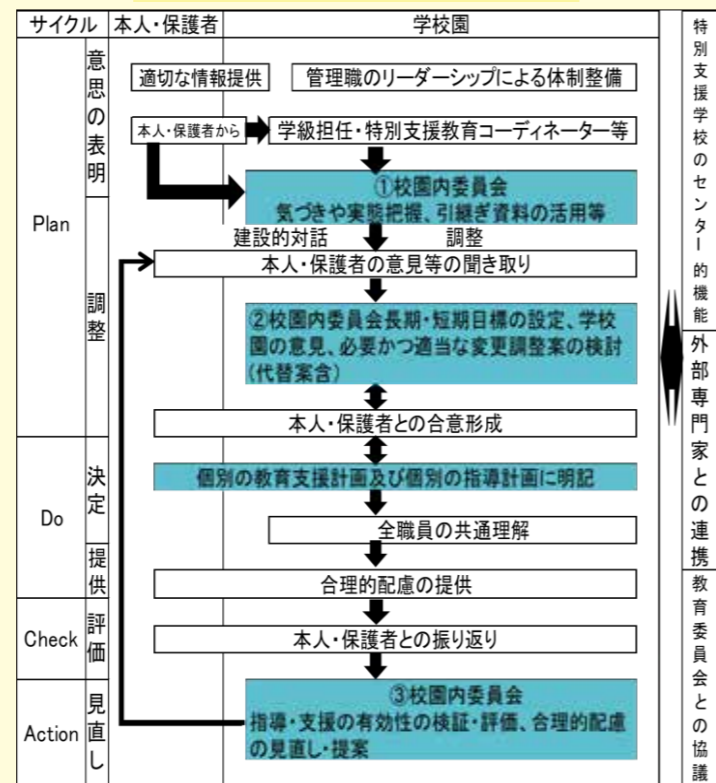 サイクル 本人・保護者 学校園
Plan
意思の表明
適切な情報提供 管理職のリーダーシップによる体制整備
本人・保護者から 学級担任・特別支援教育コーディネーター等
①校園内委員会
気づきや実態把握、引継ぎ資料の活用等
調整
建設的対話 調整
本人・保護者の意見等の聞き取り
②校園内委員会長期・短期目標の設定、学校
園の意見、必要かつ適当な変更調整案の検討
(代替案含)
本人・保護者との合意形成
Do
決定
個別の教育支援計画及び個別の指導計画に明記
全職員の共通理解
提供
合理的配慮の提供
Check
評価
本人・保護者との振り返り
Action
見直し
③校園内委員会
指導・支援の有効性の検証・評価、合理的配慮
の見直し・提案
特別支援学校のセンター的機能
外部専門家との連携
教育委員会との協議